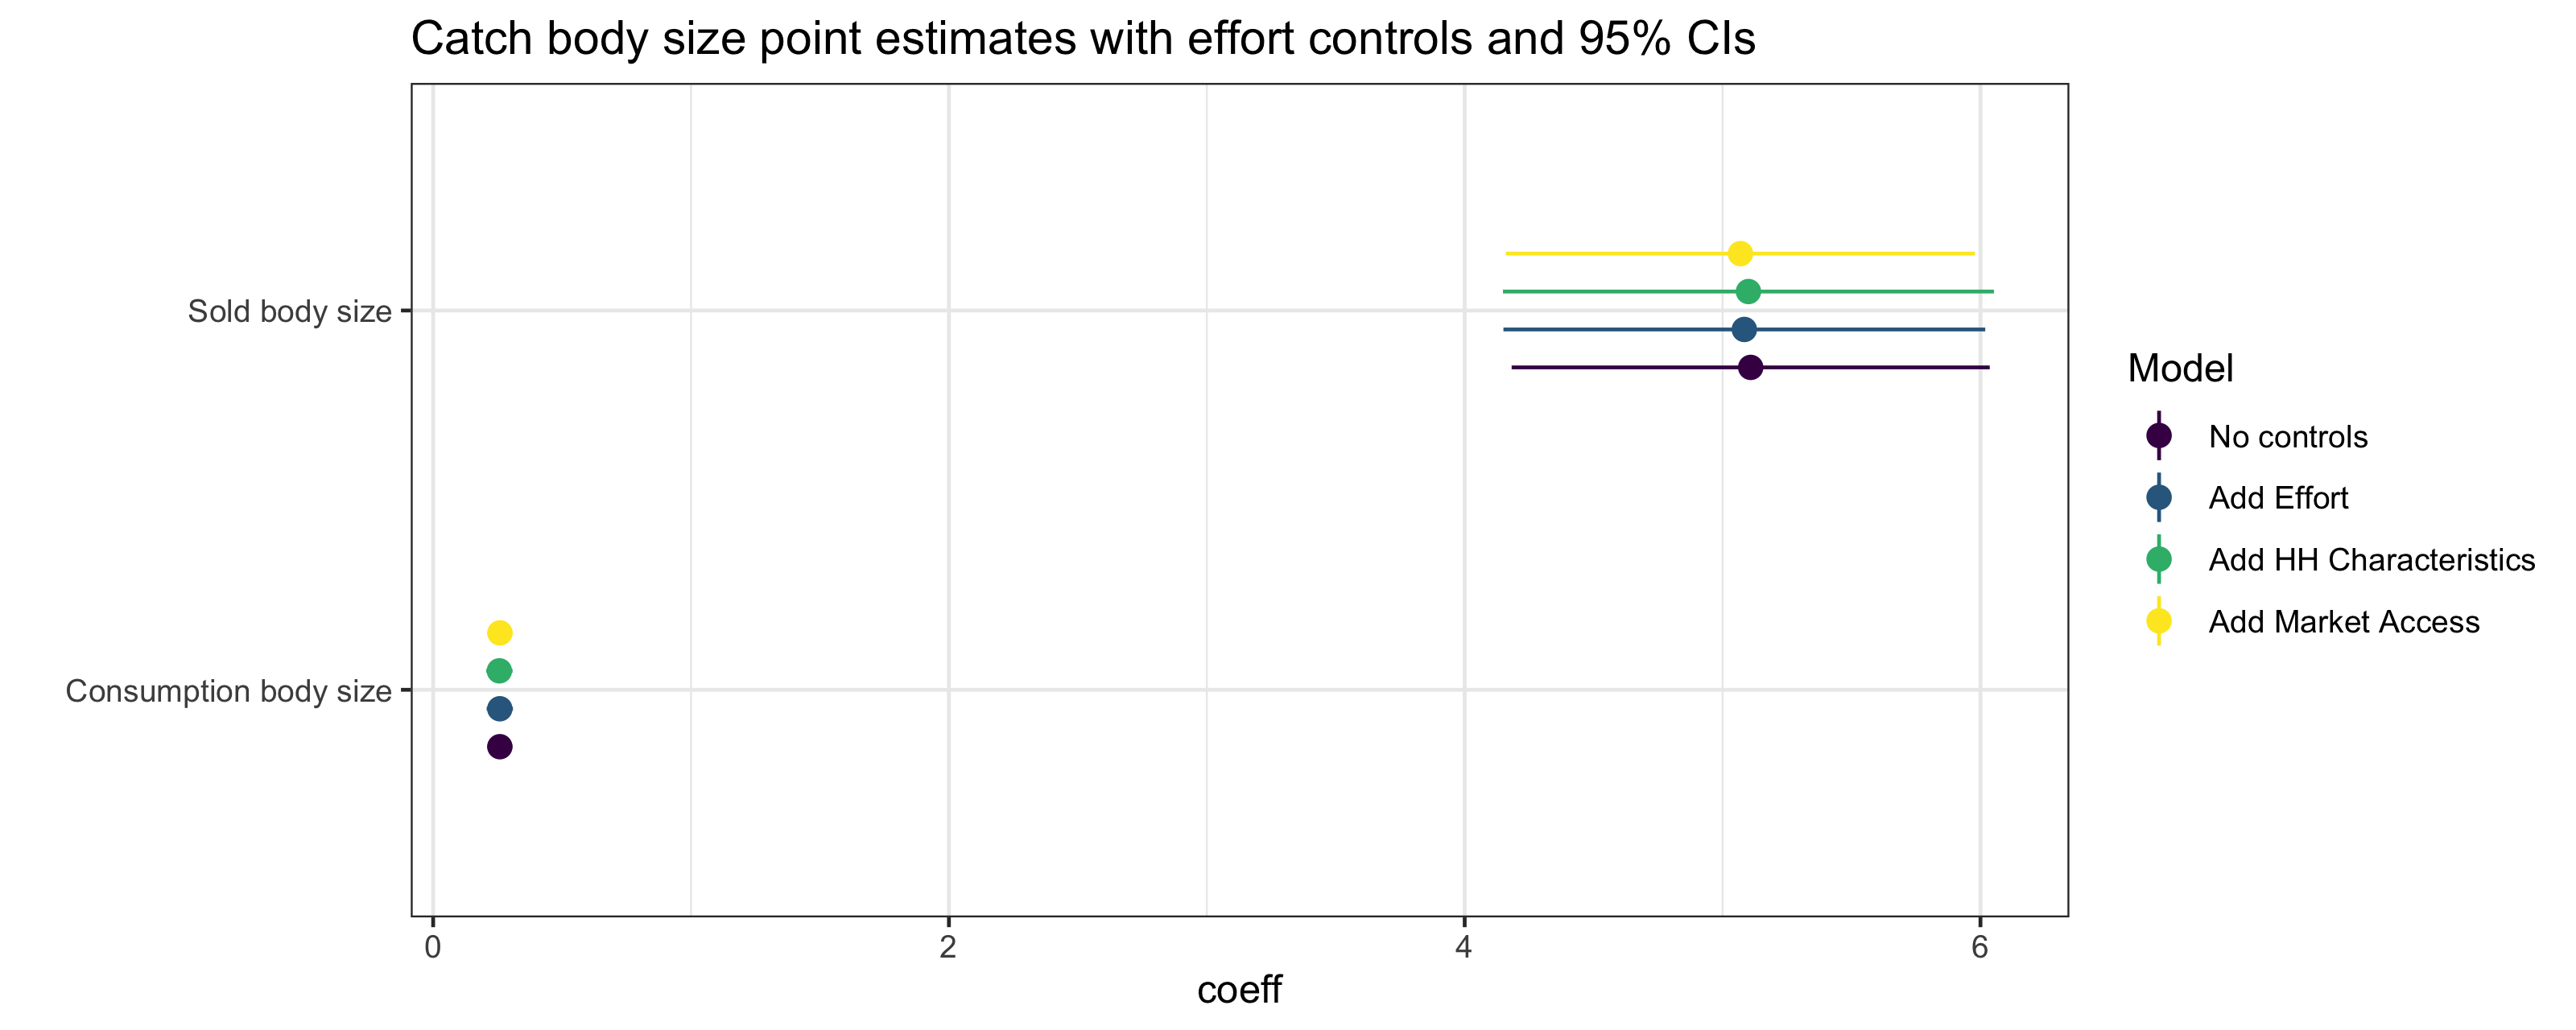 Catch body size point estimates with effort controls and 95% CIs
Sold body size
Consumption body size
0
2
4
6
coeff
Model
No controls
Add Effort
Add HH Characteristics
Add Market Access